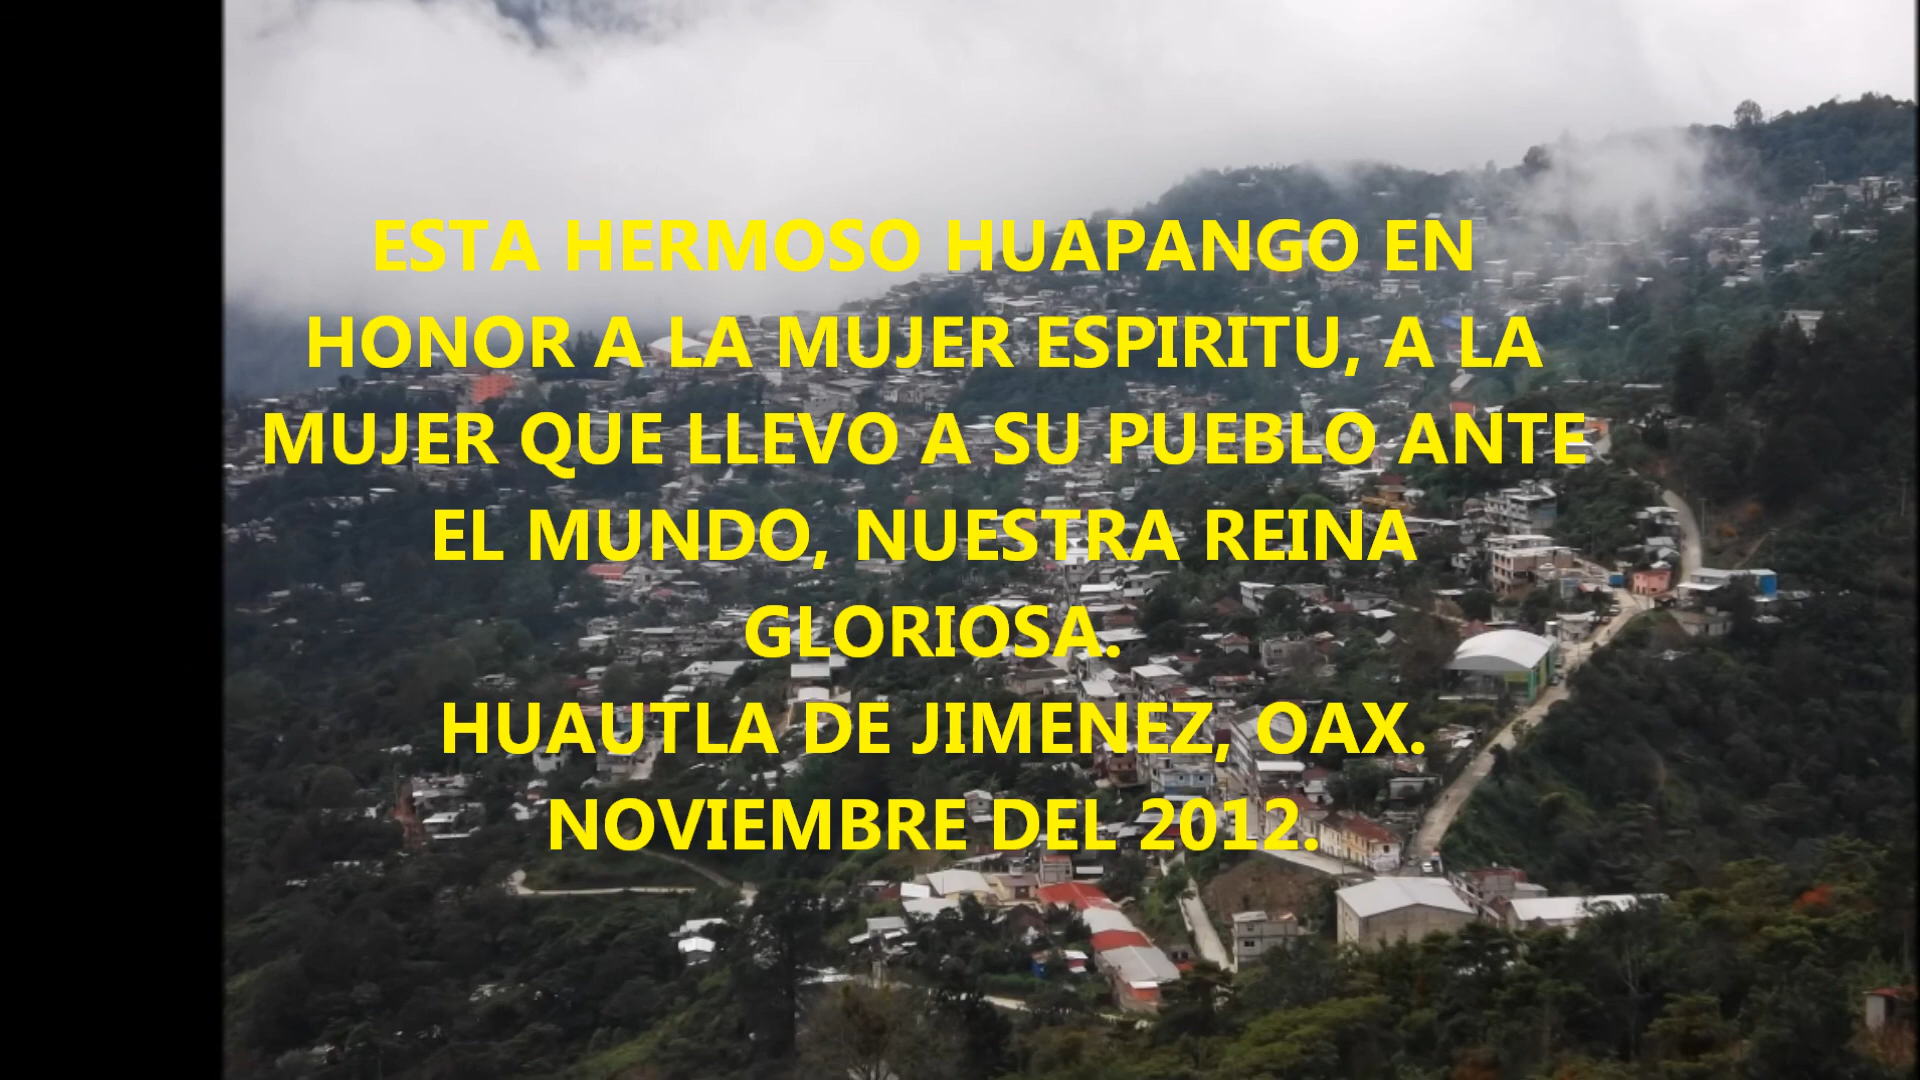 ESTA HERMOSO HUAPANGO EN
HONOR A LA MUJER ESPIRITU, A LA
MUJER QUE LLEVO A SU PUEBLO ANTE
EL MUNDO, NUESTRA REINA
GLORIOSA.
HUAUTLA DE JIMENEZ, OAX.
NOVIEMBRE DEL 2012.